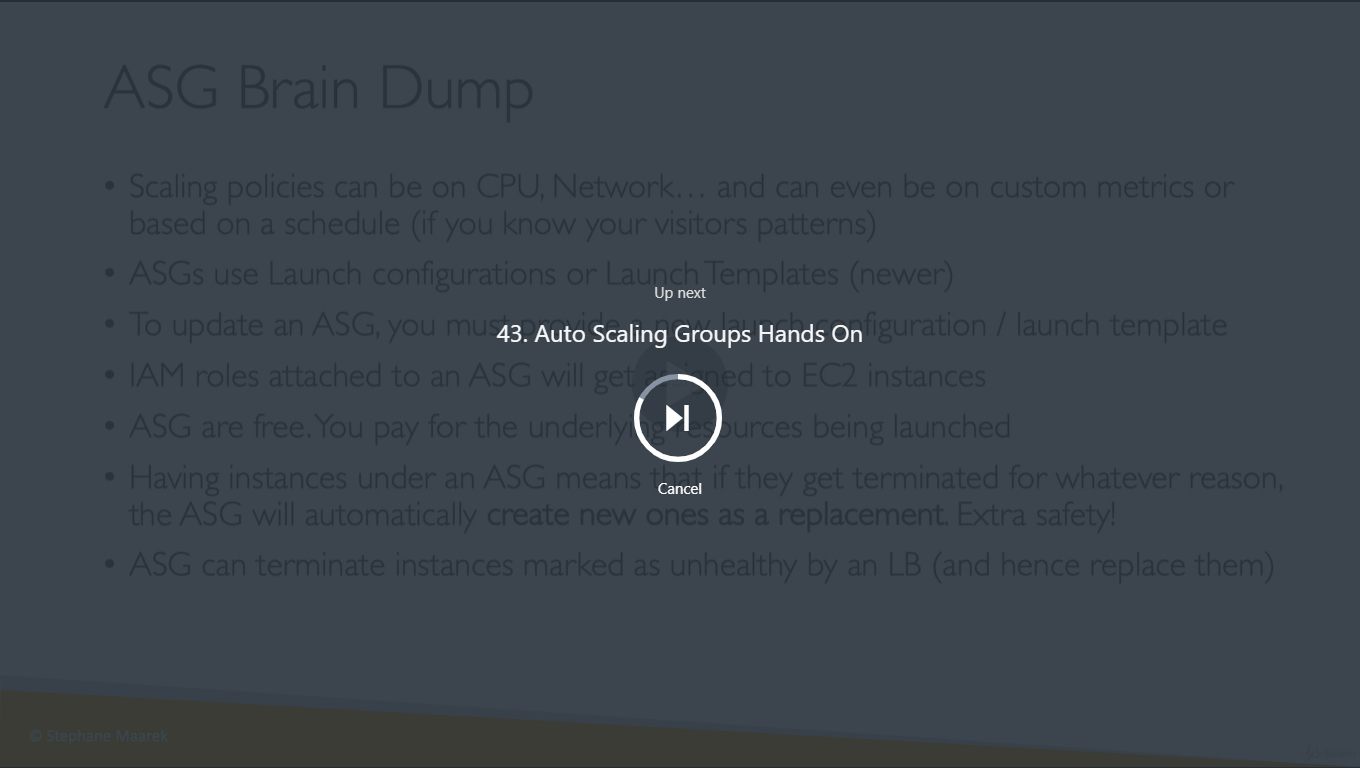 ASG Brain Dump
• Scaling policies can be on CPU, Network… and can even be on custom metrics or
based on a schedule (if you know your visitors patterns)
• ASGs use Launch configurations or Launch Templates (newer)
Up next
• To update an ASG, you must provide a new launch configuration / launch template
43. Auto Scaling Groups Hands On
• IAM roles attached to an ASG will get assigned to EC2 instances
• ASG are free. You pay for the underlying resources being launched
• Having instances under an ASG means that if they get terminated for whatever reason,
Cancel
the ASG will automatically create new ones as a replacement. Extra safety!
• ASG can terminate instances marked as unhealthy by an LB (and hence replace them)
© Stephane Maarek